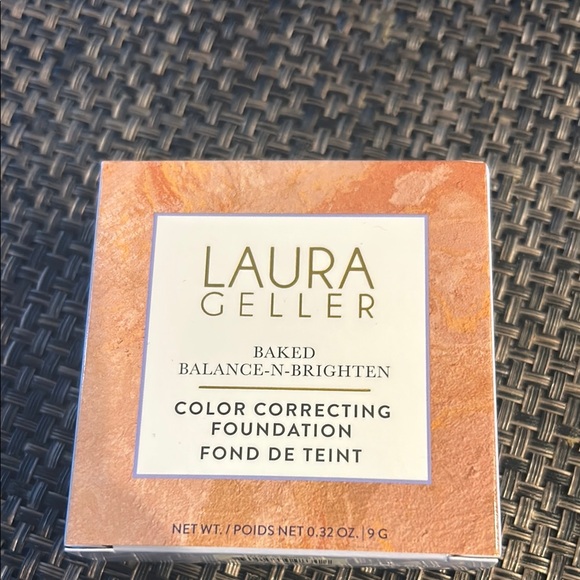 LAURA
GELLER
BAKED
BALANCE-N-BRIGHTEN
COLOR CORRECTING
FOUNDATION
FOND DE TEINT
NET WT. / POIDS NET 0.32 OZ. | 9 G